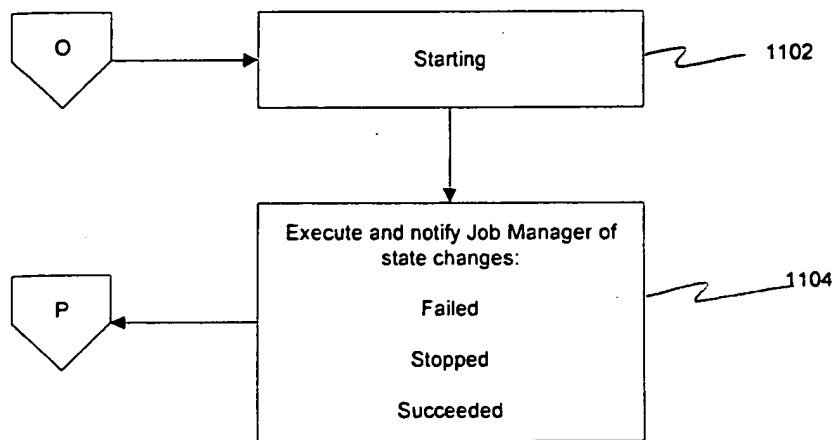 O
Starting
1102
Execute and notify Job Manager of
state changes:
Failed
Stopped
Succeeded
1104
P